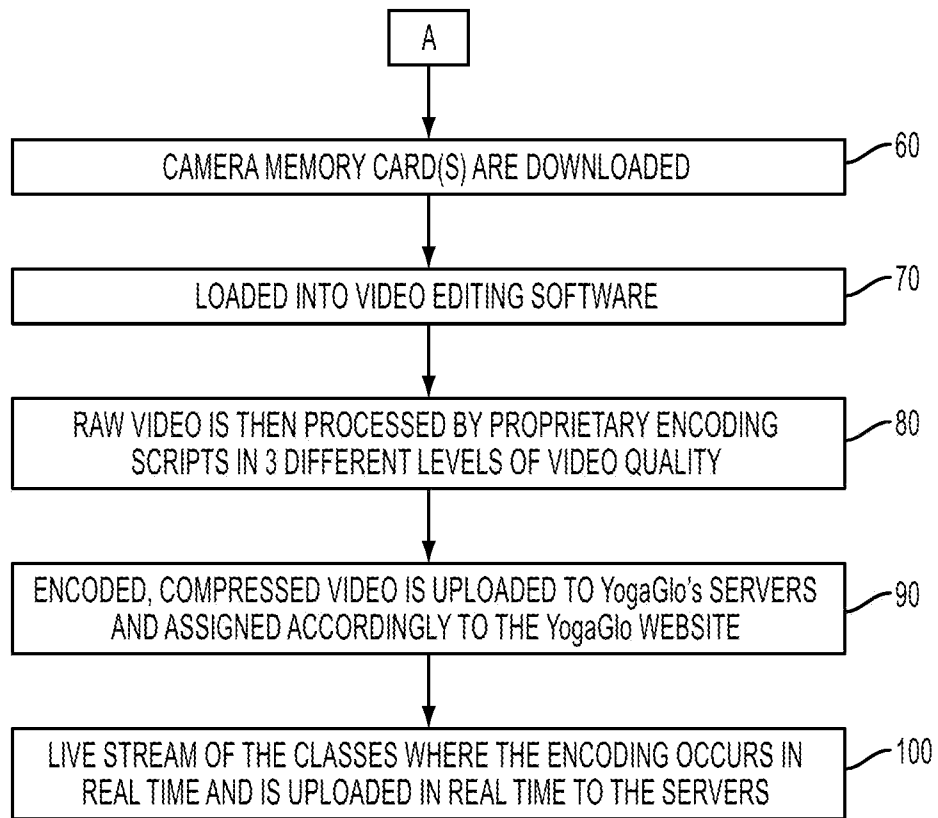 A
CAMERA MEMORY CARD(S) ARE DOWNLOADED
60
LOADED INTO VIDEO EDITING SOFTWARE
70
RAW VIDEO IS THEN PROCESSED BY PROPRIETARY ENCODING
SCRIPTS IN 3 DIFFERENT LEVELS OF VIDEO QUALITY
80
ENCODED, COMPRESSED VIDEO IS UPLOADED TO YogaGlo's SERVERS
AND ASSIGNED ACCORDINGLY TO THE YogaGlo WEBSITE
90
LIVE STREAM OF THE CLASSES WHERE THE ENCODING OCCURS IN
REAL TIME AND IS UPLOADED IN REAL TIME TO THE SERVERS
100